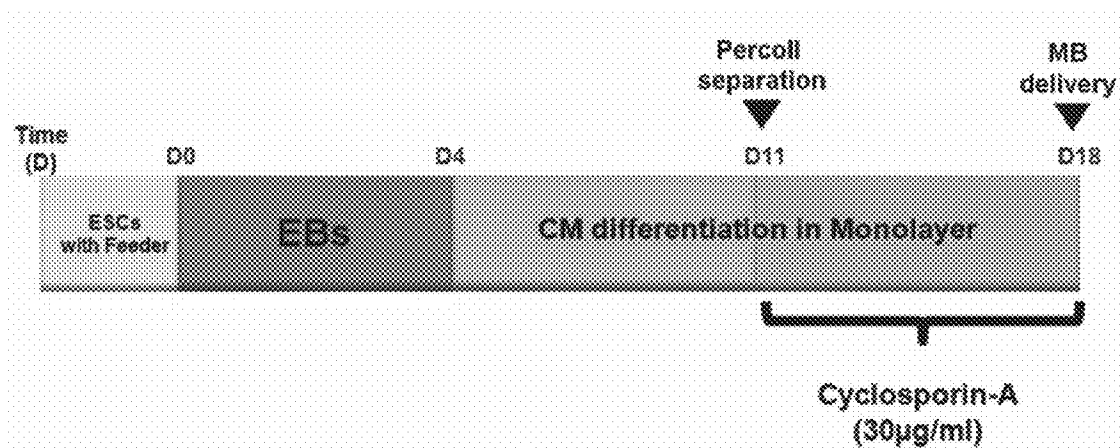 Percoll
separation
MB
delivery
Time
(D)
D0
D4
D11
D18
ESCs
with Feeder
EBs
CM differentiation in Monolayer
Cyclosporin-A
(30µg/ml)